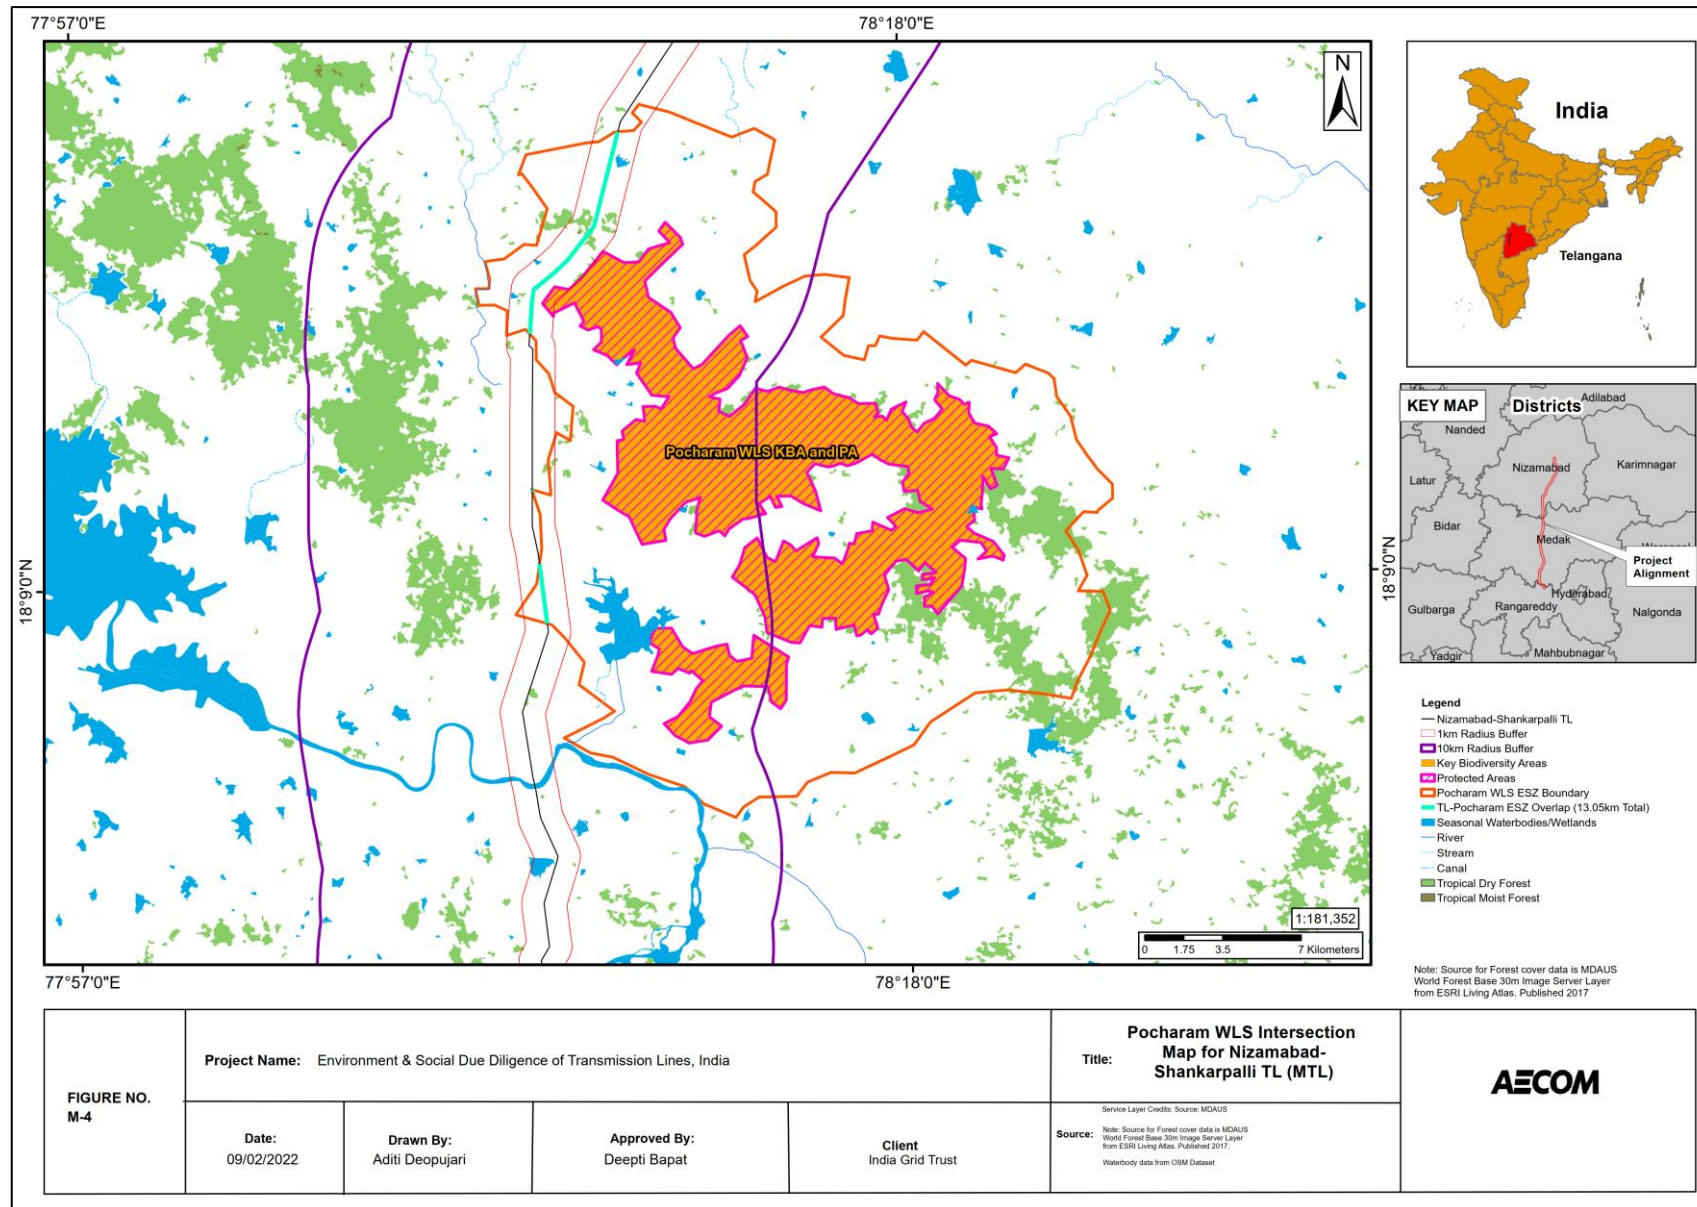 77°57'0"E
78°18'0"E
N
Pocharam WLS KBA and PA
18°9'0"N
18°9'0"N
1:181,352
0 1.75 3.5 7 Kilometers
77°57'0"E
78°18'0"E
India
Telangana
KEY MAP
Districts
Adilabad
Nanded
Nizamabad
Karimnagar
Latur
Bidar
Medak
Project
Alignment
Hyderabad
Gulbarga
Rangareddy
Nalgonda
Yadgir
Mahbubnagar
Legend
Nizamabad-Shankarpalli TL
1km Radius Buffer
10km Radius Buffer
Key Biodiversity Areas
Protected Areas
Pocharam WLS ESZ Boundary
TL-Pocharam ESZ Overlap (13.05km Total)
Seasonal Waterbodies/Wetlands
River
Stream
Canal
Tropical Dry Forest
Tropical Moist Forest
Note: Source for Forest cover data is MDAUS
World Forest Base 30m Image Server Layer
from ESRI Living Atlas. Published 2017
FIGURE NO.
M-4
Project Name: Environment & Social Due Diligence of Transmission Lines, India
Date:
09/02/2022
Drawn By:
Aditi Deopujari
Approved By:
Deepti Bapat
Client
India Grid Trust
Title:
Pocharam WLS Intersection
Map for Nizamabad-
Shankarpalli TL (MTL)
Source:
Service Layer Credits: Source: MDAUS
Note: Source for Forest cover data is MDAUS
World Forest Base 30m Image Server Layer
from ESRI Living Atlas. Published 2017.
Waterbody data from OSM Dataset
AECOM